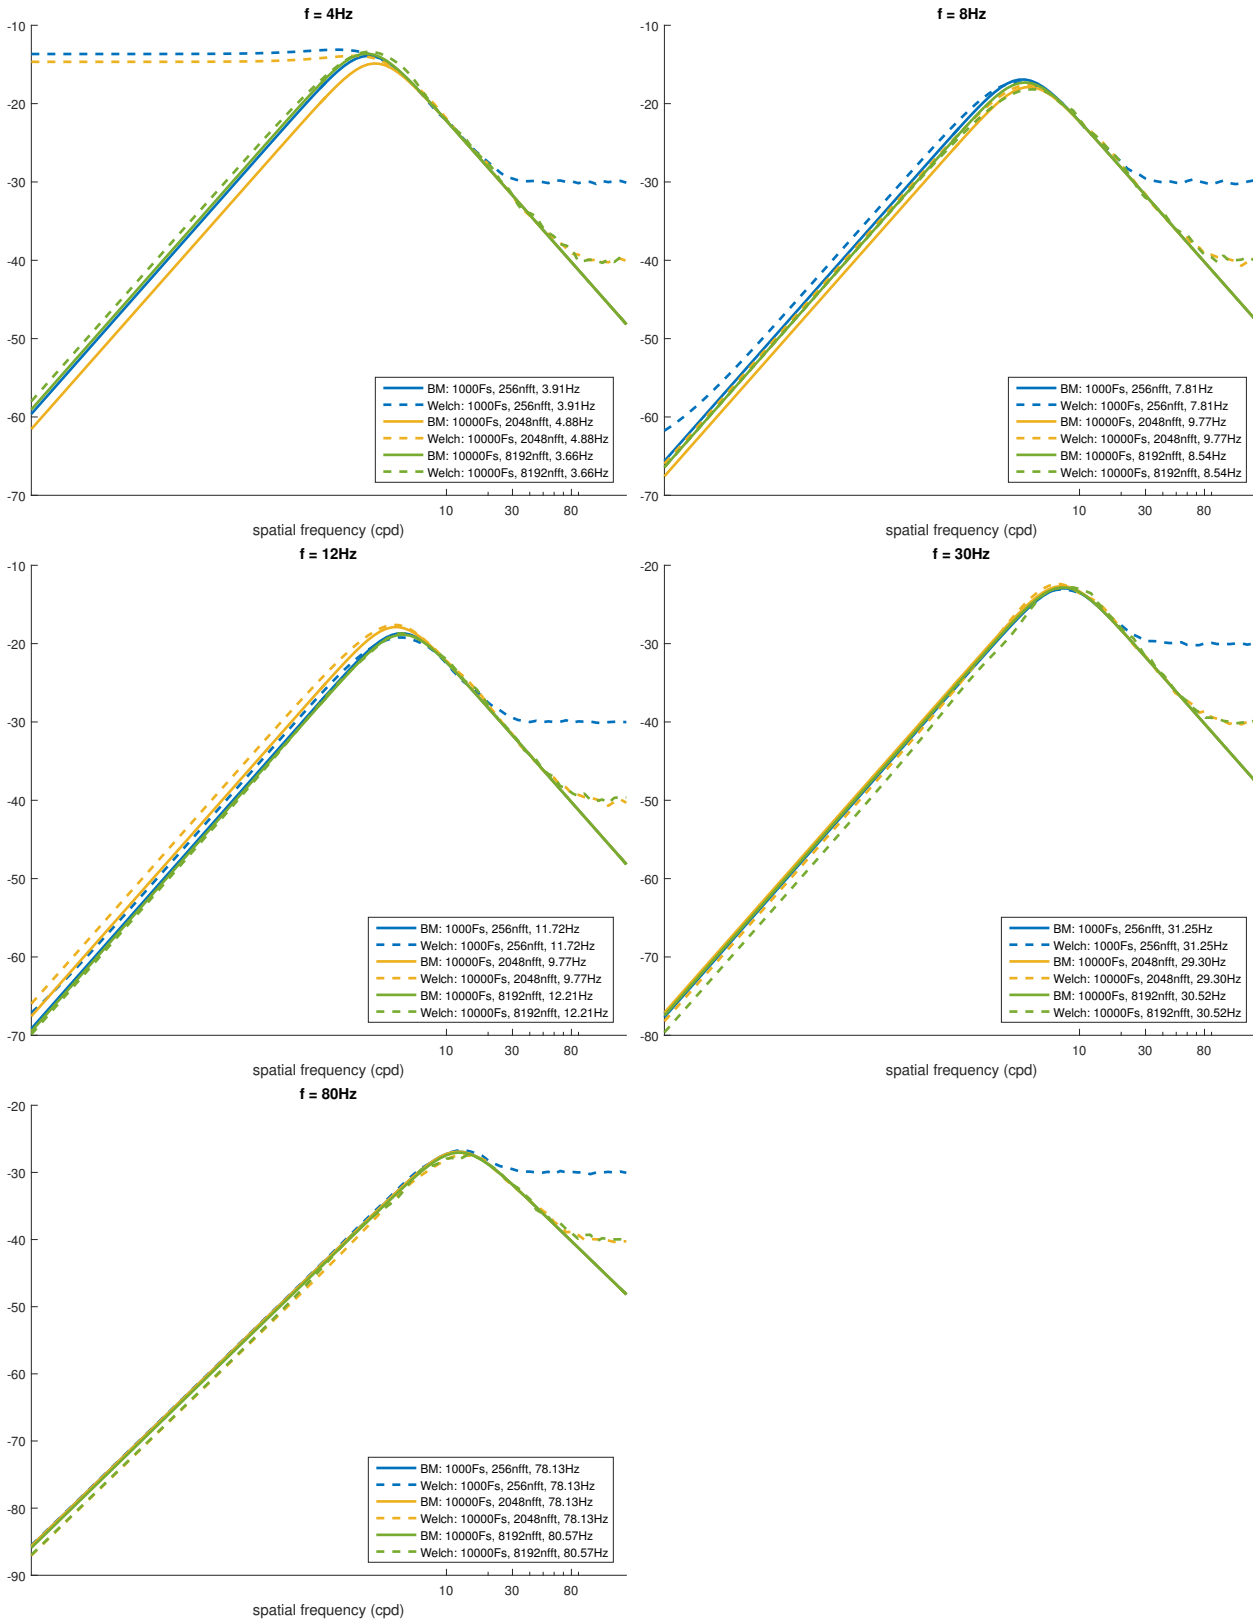 f = 4Hz
-10
-20
-30
-40
-50
-60
-70
BM: 1000Fs, 256nfft, 3.91Hz
Welch: 1000Fs, 256nfft, 3.91Hz
BM: 10000Fs, 2048nfft, 4.88Hz
Welch: 10000Fs, 2048nfft, 4.88Hz
BM: 10000Fs, 8192nfft, 3.66Hz
Welch: 10000Fs, 8192nfft, 3.66Hz
10 30 80
spatial frequency (cpd)
f = 8Hz
-10
-20
-30
-40
-50
-60
-70
BM: 1000Fs, 256nfft, 7.81Hz
Welch: 1000Fs, 256nfft, 7.81Hz
BM: 10000Fs, 2048nfft, 9.77Hz
Welch: 10000Fs, 2048nfft, 9.77Hz
BM: 10000Fs, 8192nfft, 8.54Hz
Welch: 10000Fs, 8192nfft, 8.54Hz
10 30 80
spatial frequency (cpd)
f = 12Hz
-10
-20
-30
-40
-50
-60
-70
BM: 1000Fs, 256nfft, 11.72Hz
Welch: 1000Fs, 256nfft, 11.72Hz
BM: 10000Fs, 2048nfft, 9.77Hz
Welch: 10000Fs, 2048nfft, 9.77Hz
BM: 10000Fs, 8192nfft, 12.21Hz
Welch: 10000Fs, 8192nfft, 12.21Hz
10 30 80
spatial frequency (cpd)
f = 30Hz
-20
-30
-40
-50
-60
-70
-80
BM: 1000Fs, 256nfft, 31.25Hz
Welch: 1000Fs, 256nfft, 31.25Hz
BM: 10000Fs, 2048nfft, 29.30Hz
Welch: 10000Fs, 2048nfft, 29.30Hz
BM: 10000Fs, 8192nfft, 30.52Hz
Welch: 10000Fs, 8192nfft, 30.52Hz
10 30 80
spatial frequency (cpd)
f = 80Hz
-20
-30
-40
-50
-60
-70
-80
-90
BM: 1000Fs, 256nfft, 78.13Hz
Welch: 1000Fs, 256nfft, 78.13Hz
BM: 10000Fs, 2048nfft, 78.13Hz
Welch: 10000Fs, 2048nfft, 78.13Hz
BM: 10000Fs, 8192nfft, 80.57Hz
Welch: 10000Fs, 8192nfft, 80.57Hz
10 30 80
spatial frequency (cpd)